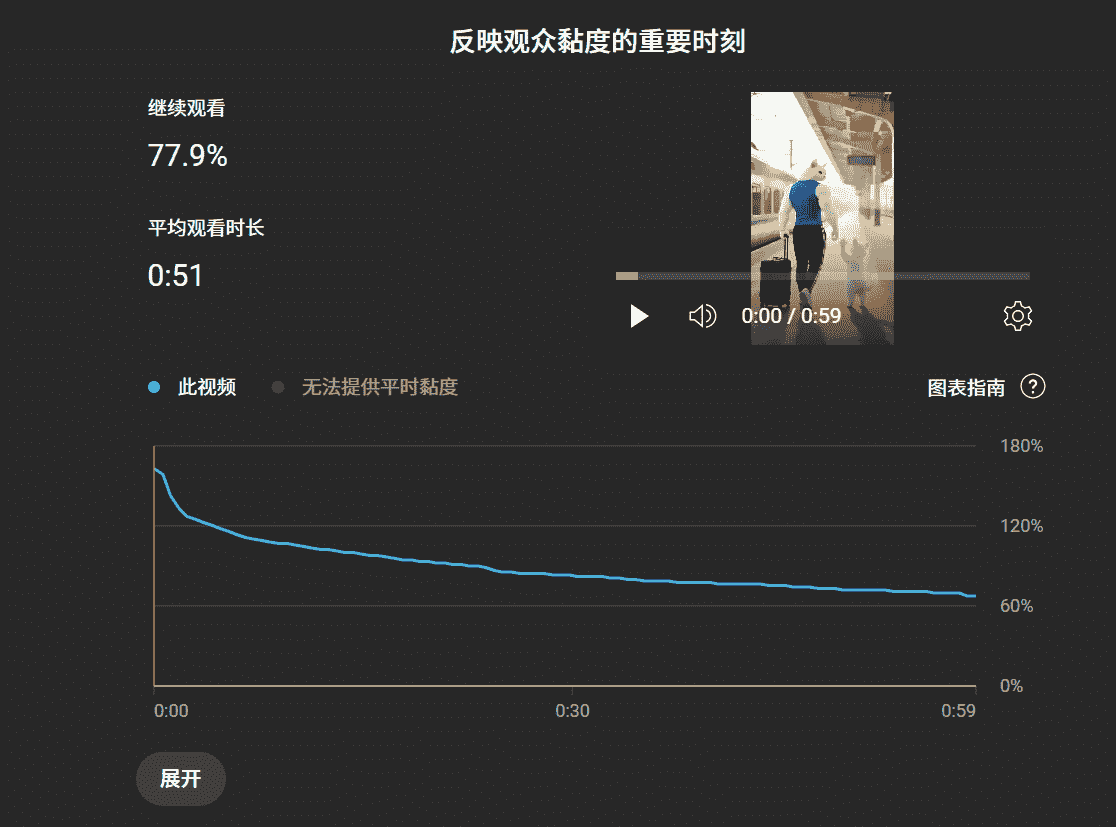 反映观众黏度的重要时刻
继续观看
77.9%
平均观看时长
0:51
0:00 / 0:59
此视频
无法提供平时黏度
图表指南 ?
180%
120%
60%
0%
0:00 0:30 0:59
展开